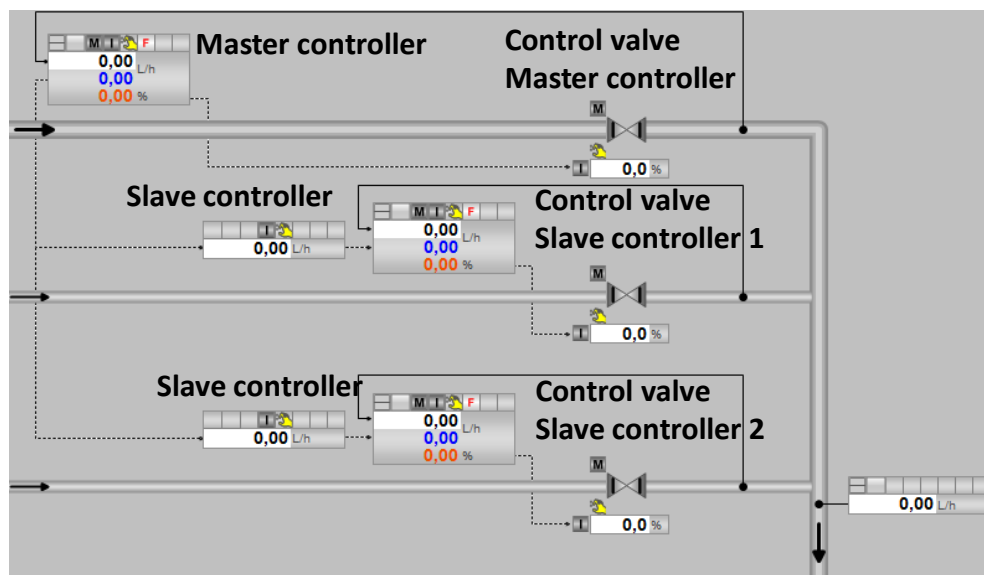 M I F
Master controller
0,00 L/h
0,00
0,00 %
Control valve
Master controller
M
I 0,0 %
Slave controller
I
0,00 L/h
M I F
0,00 L/h
0,00
0,00 %
Control valve
Slave controller 1
M
I 0,0 %
Slave controller
I
0,00 L/h
M I F
0,00 L/h
0,00
0,00 %
Control valve
Slave controller 2
M
I 0,0 %
0,00 L/h